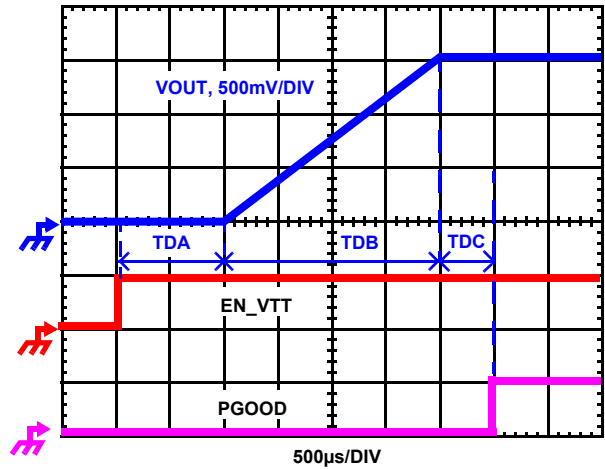 VOUT, 500mV/DIV
TDA
TDB
TDC
EN_VTT
PGOOD
500µs/DIV